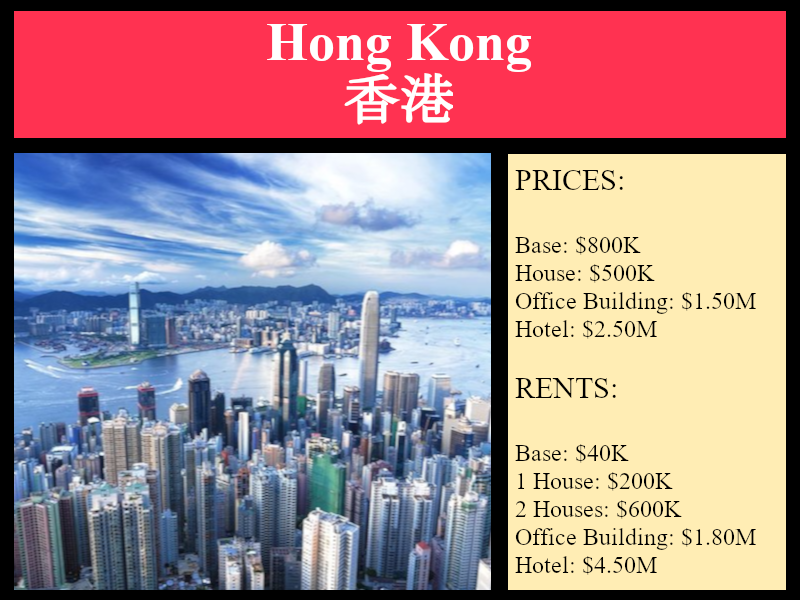 Hong Kong
香港
PRICES:
Base: $800K
House: $500K
Office Building: $1.50M
Hotel: $2.50M
RENTS:
Base: $40K
1 House: $200K
2 Houses: $600K
Office Building: $1.80M
Hotel: $4.50M